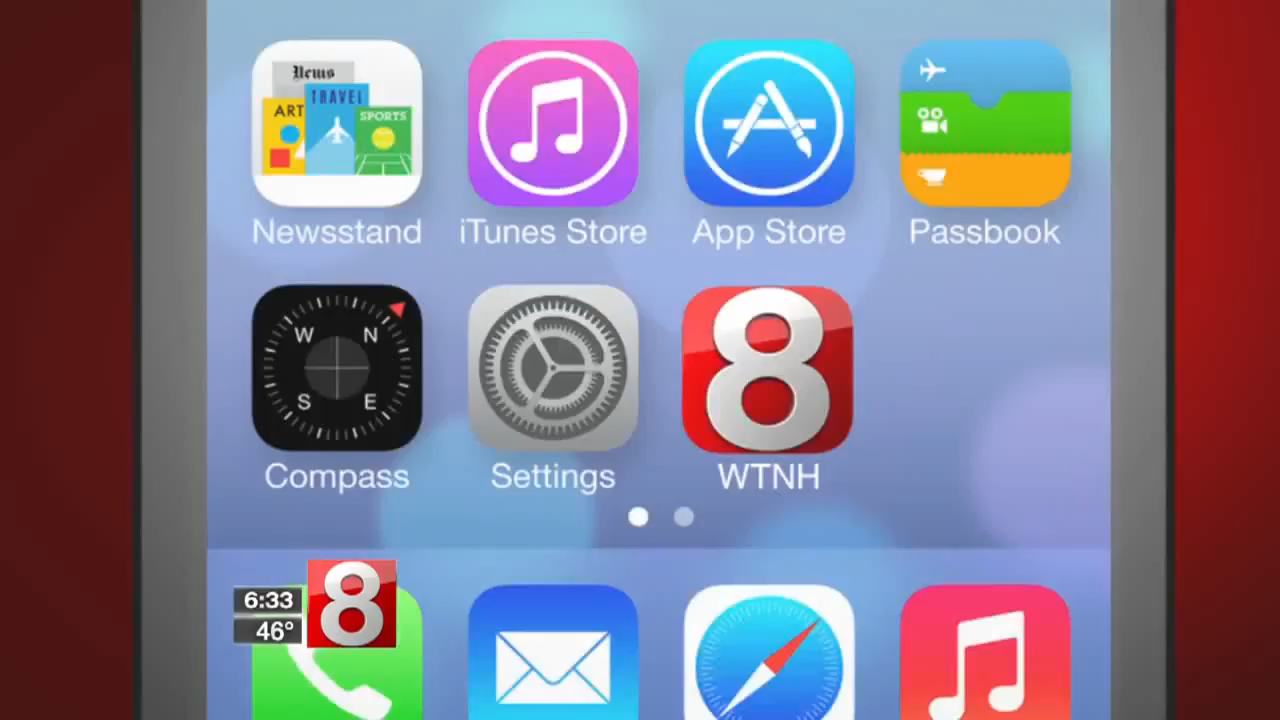 News
ART
TRAVEL
SPORTS
Newsstand
iTunes Store
App Store
Passbook
W N
S E
8
Compass
Settings
WTNH
6:33
46°
8